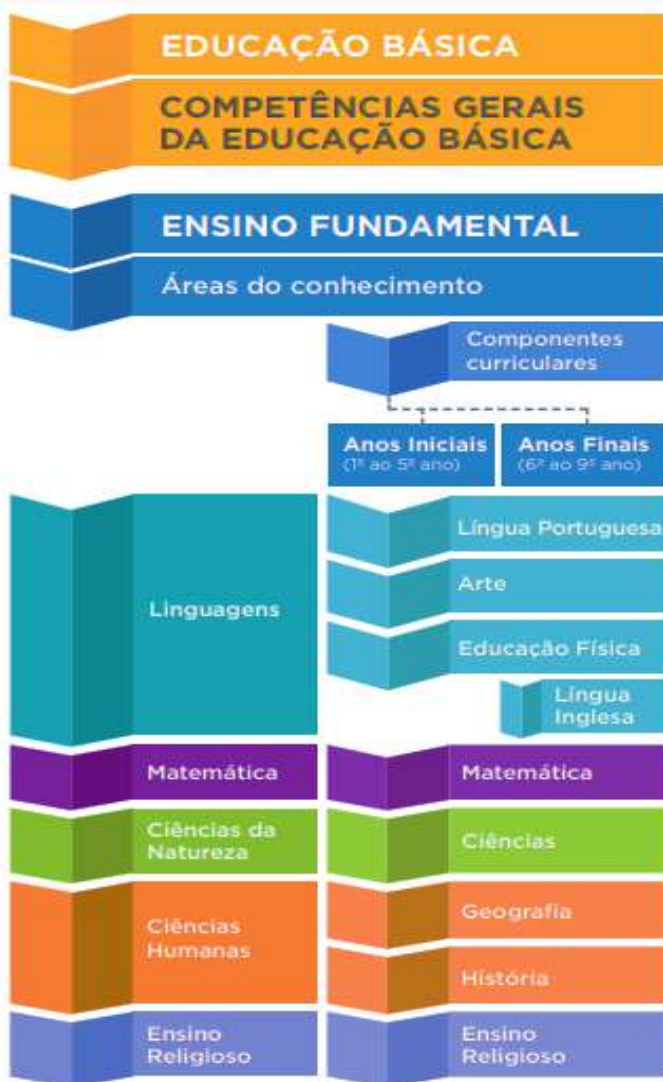 EDUCAÇÃO BÁSICA
COMPETÊNCIAS GERAIS
DA EDUCAÇÃO BÁSICA
ENSINO FUNDAMENTAL
Áreas do conhecimento
Componentes
curriculares
Anos Iniciais
(1º ao 5º ano)
Anos Finais
(6º ao 9º ano)
Linguagens
Língua Portuguesa
Arte
Educação Física
Língua
Inglesa
Matemática
Matemática
Ciências da
Natureza
Ciências
Ciências
Humanas
Geografia
História
Ensino
Religioso
Ensino
Religioso